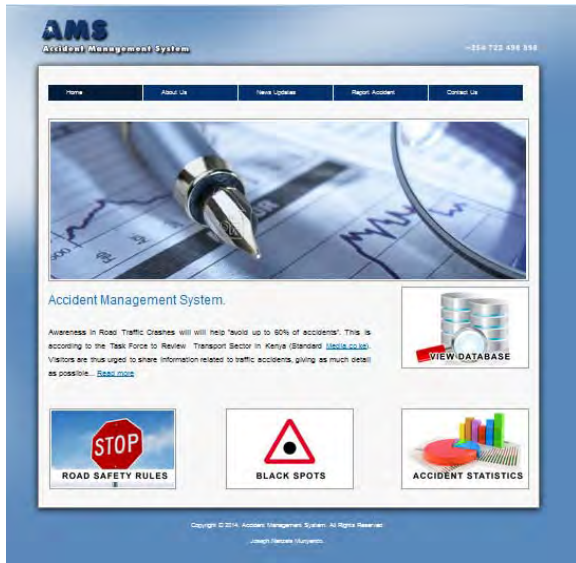 AMS
Accident Management System
+254 722 498 898
Home
About Us
News Updates
Report Accident
Contact Us
Accident Management System.
Awareness in Road Traffic Crashes will will help "avoid up to 60% of accidents". This is
according to the Task Force to Review Transport Sector in Kenya (Standard Media.co.ke).
Visitors are thus urged to share information related to traffic accidents, giving as much detail
as possible... Read more
VIEW DATABASE
STOP
ROAD SAFETY RULES
BLACK SPOTS
ACCIDENT STATISTICS
Copyright © 2014. Accident Management System. All Rights Reserved
Joseph